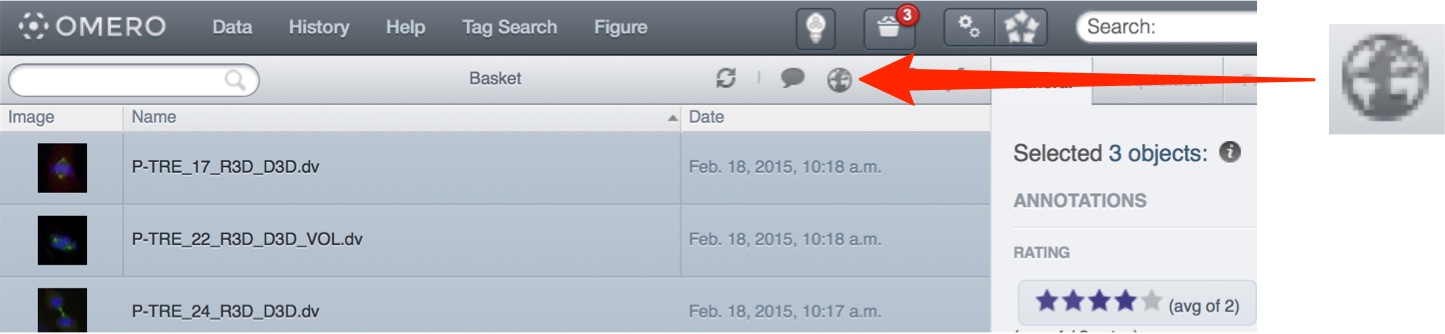 OMERO Data History Help Tag Search Figure 3 Search:
Basket
Image Name Date
P-TRE_17_R3D_D3D.dv Feb. 18, 2015, 10:18 a.m.
P-TRE_22_R3D_D3D_VOL.dv Feb. 18, 2015, 10:18 a.m.
P-TRE_24_R3D_D3D.dv Feb. 18, 2015, 10:17 a.m.
Selected 3 objects:
ANNOTATIONS
RATING
(avg of 2)